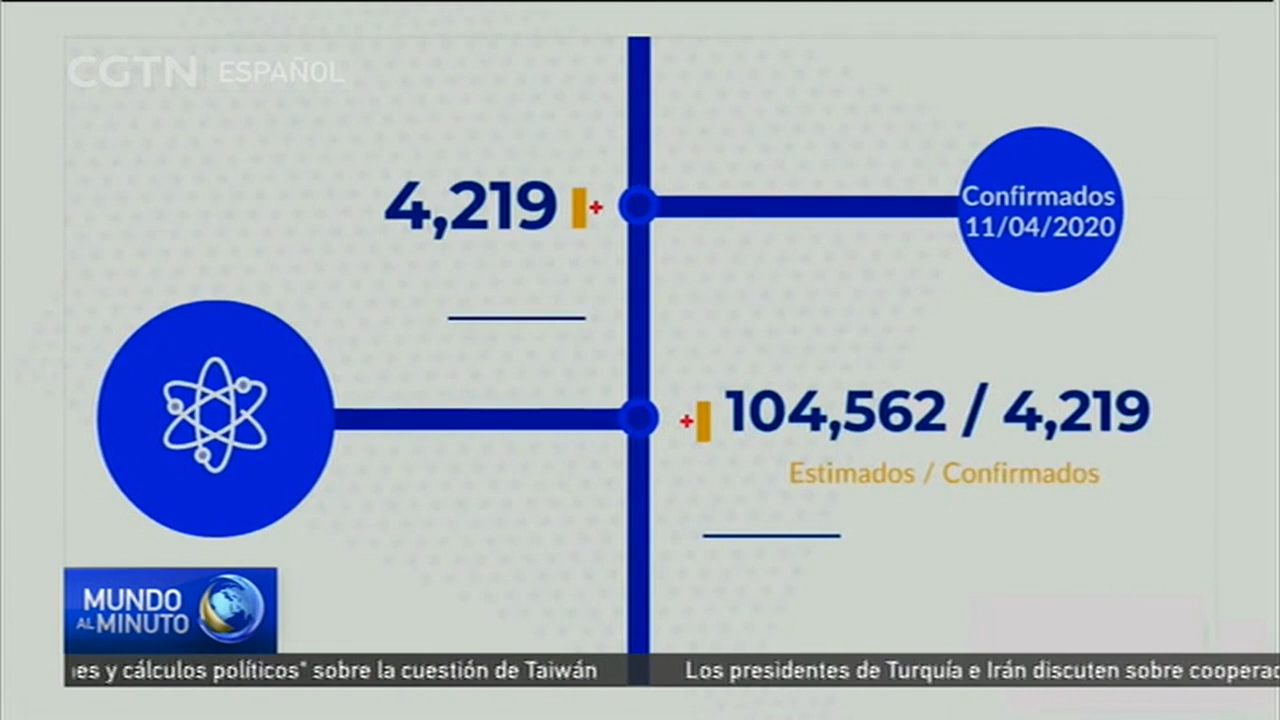 CGTN ESPAÑOL
4,219
Confirmados
11/04/2020
104,562 / 4,219
Estimados / Confirmados
MUNDO
AL MINUTO
es y cálculos políticos" sobre la cuestión de Taiwán
Los presidentes de Turquía e Irán discuten sobre